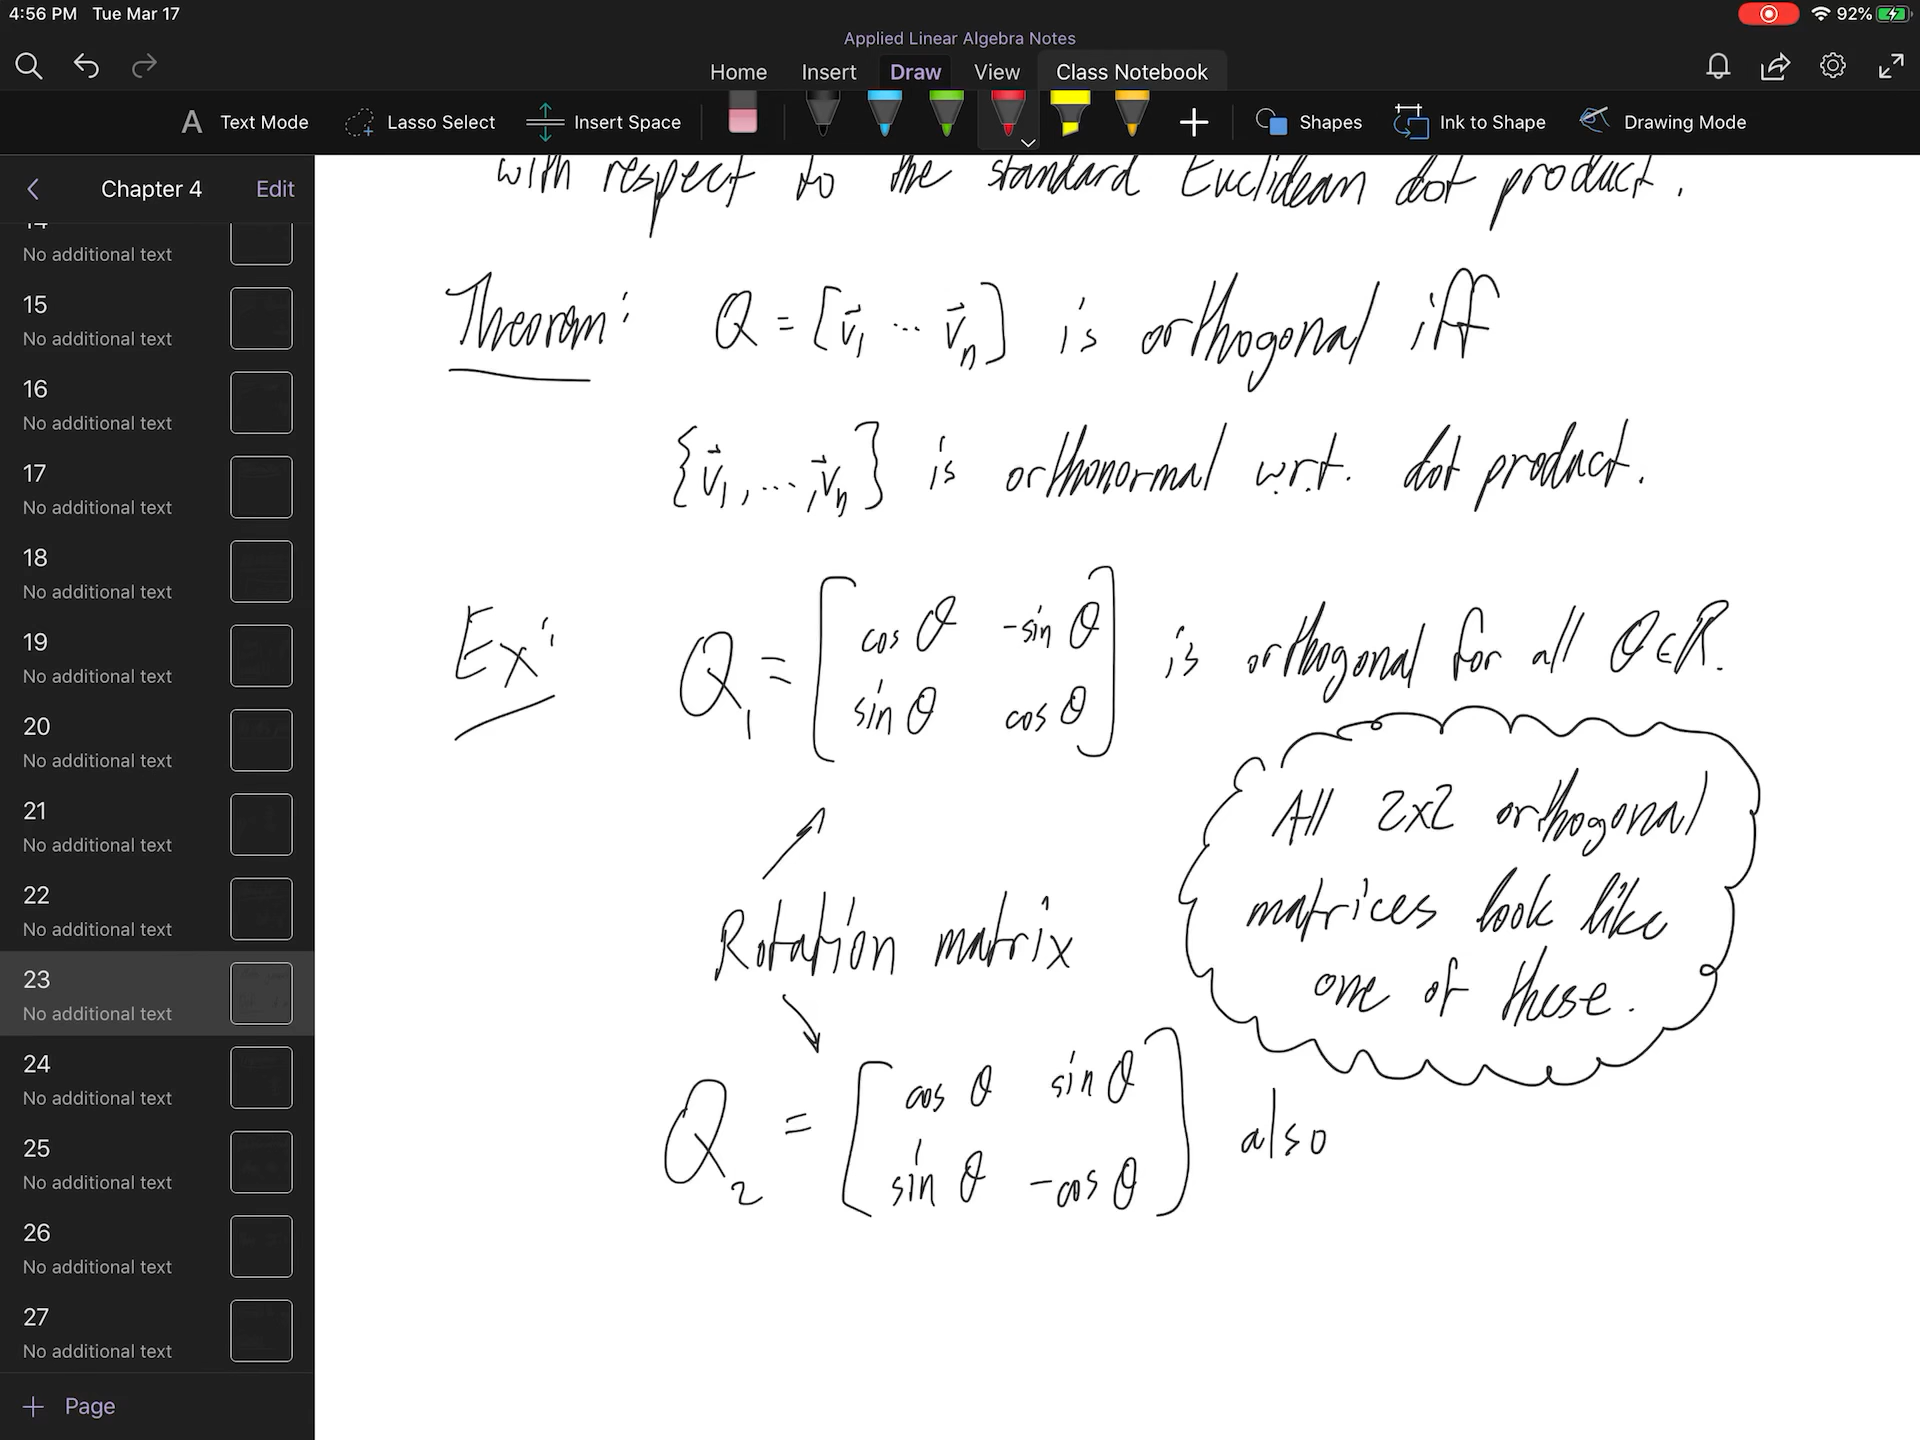 4:56 PM Tue Mar 17
92%
Applied Linear Algebra Notes
Home Insert Draw View Class Notebook
A Text Mode Lasso Select Insert Space Shapes Ink to Shape Drawing Mode
Chapter 4 Edit
14
No additional text
15
No additional text
16
No additional text
17
No additional text
18
No additional text
19
No additional text
20
No additional text
21
No additional text
22
No additional text
23
No additional text
24
No additional text
25
No additional text
26
No additional text
27
No additional text
+ Page
with respect to the standard Euclidean dot product.
Theorem: Q = [v⃗₁ ... v⃗ₙ] is orthogonal iff
{v⃗₁, ..., v⃗ₙ} is orthonormal w.r.t. dot product.
Ex: Q₁ = [cos θ -sin θ
sin θ cos θ] is orthogonal for all θ∈ℝ.
All 2x2 orthogonal
matrices look like
one of these.
Rotation matrix
Q₂ = [cos θ sin θ
sin θ -cos θ] also